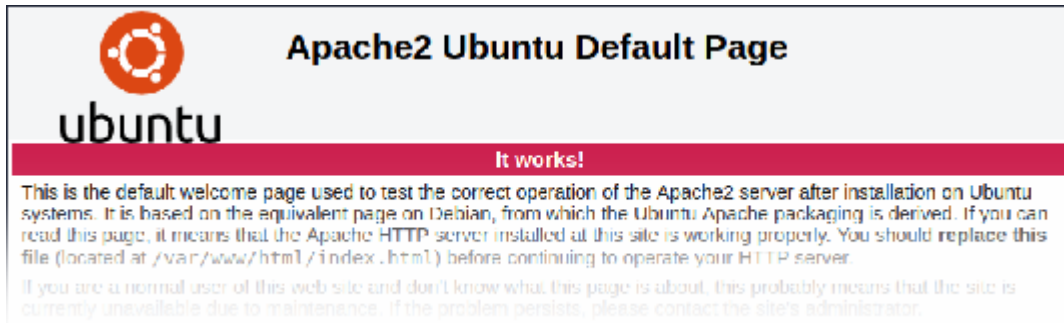 ubuntu
Apache2 Ubuntu Default Page
It works!
This is the default welcome page used to test the correct operation of the Apache2 server after installation on Ubuntu
systems. It is based on the equivalent page on Debian, from which the Ubuntu Apache packaging is derived. If you can
read this page, it means that the Apache HTTP server installed at this site is working properly. You should replace this
file (located at /var/www/html/index.html) before continuing to operate your HTTP server.
If you are a normal user of this web site and don't know what this page is about, this probably means that the site is
currently unavailable due to maintenance. If the problem persists, please contact the site's administrator.